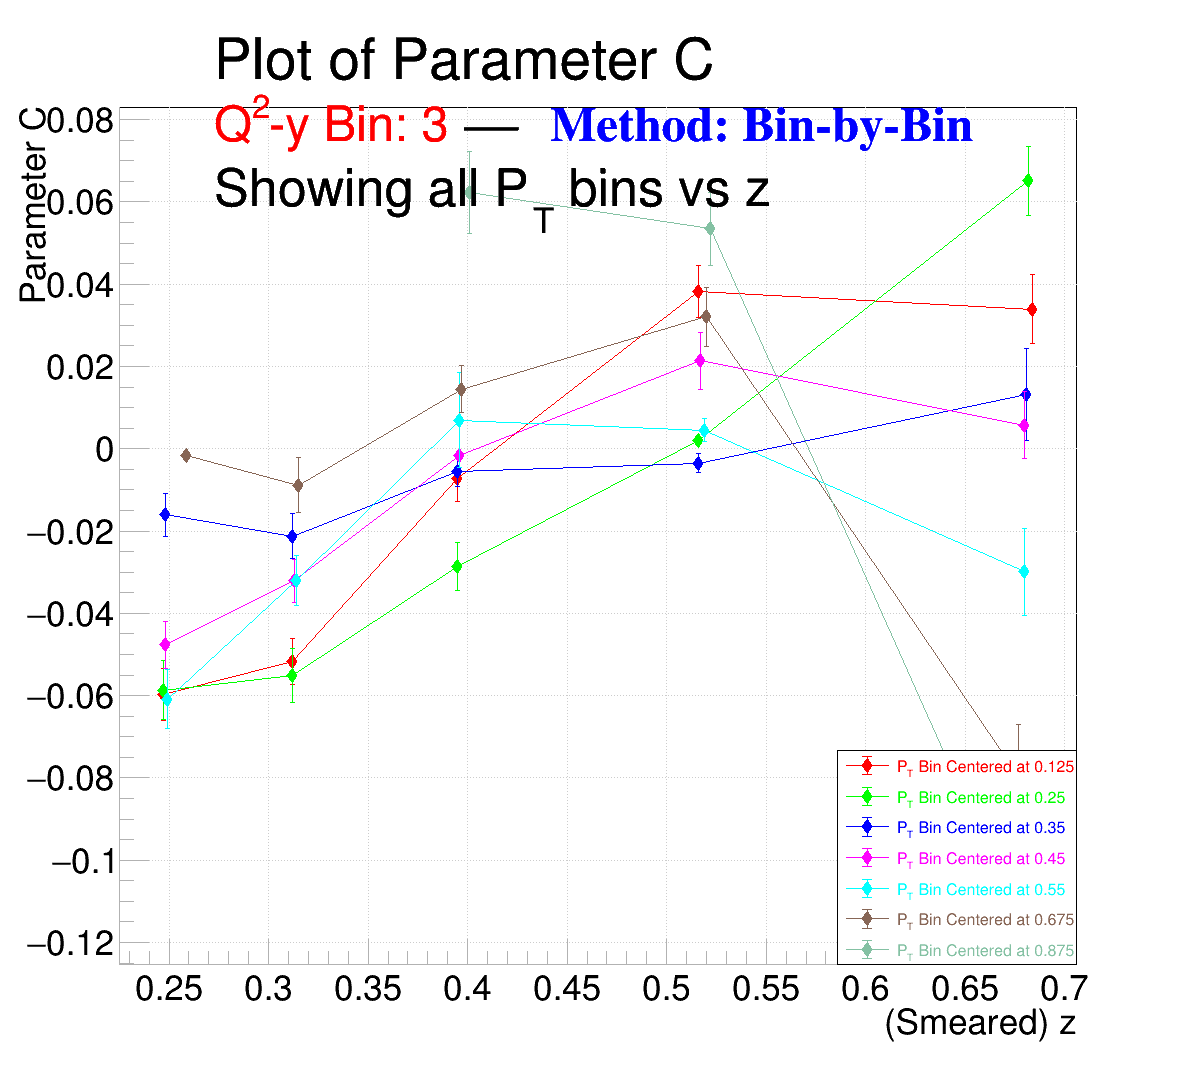 Plot of Parameter C
Q2-y Bin: 3 — Method: Bin-by-Bin
Showing all PT bins vs z
Parameter C
0.08
0.06
0.04
0.02
0
−0.02
−0.04
−0.06
−0.08
−0.1
−0.12
PT Bin Centered at 0.125
PT Bin Centered at 0.25
PT Bin Centered at 0.35
PT Bin Centered at 0.45
PT Bin Centered at 0.55
PT Bin Centered at 0.675
PT Bin Centered at 0.875
0.25 0.3 0.35 0.4 0.45 0.5 0.55 0.6 0.65 0.7
(Smeared) z